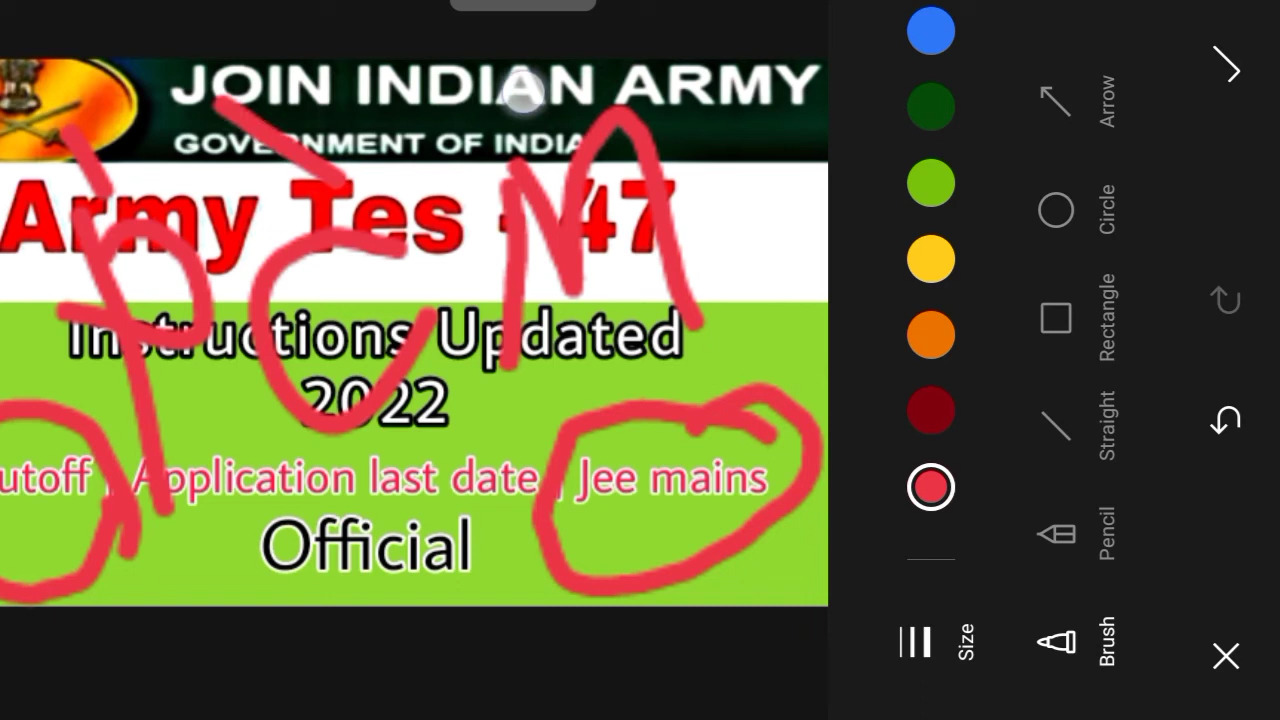 JOIN INDIAN ARMY
GOVERNMENT OF INDIA
Army Tes - 47
Instructions Updated
2022
utoff | Application last date | Jee mains
Official
PCM
Arrow
Circle
Rectangle
Straight
Pencil
Brush
Size